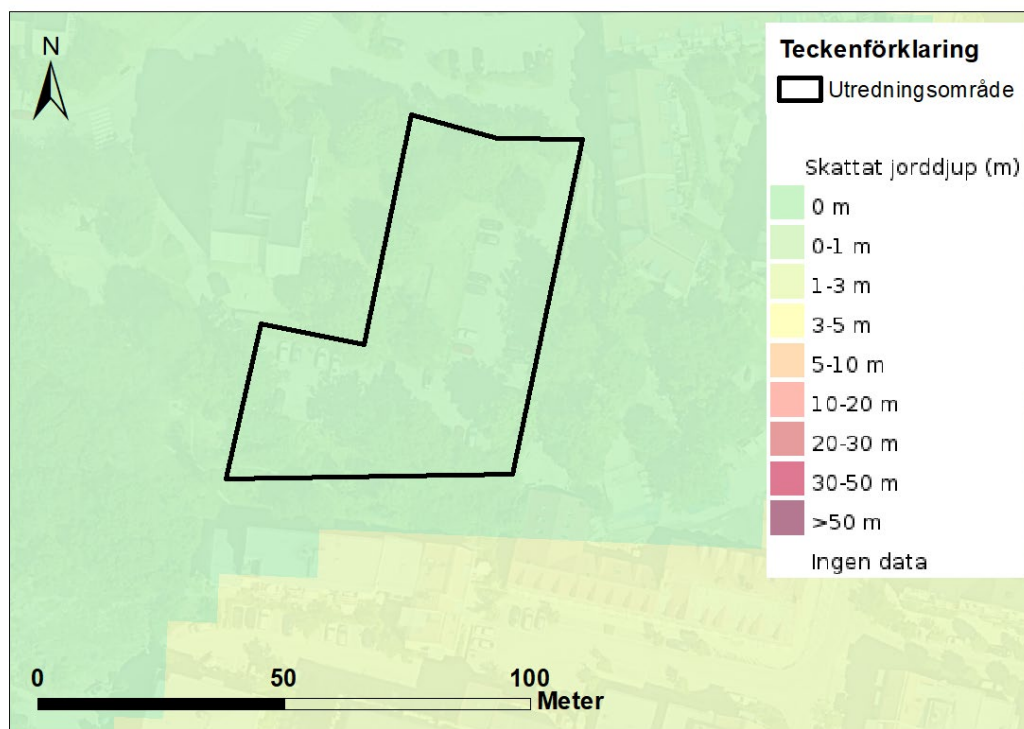 N
Teckenförklaring
Utredningsområde
Skattat jorddjup (m)
0 m
0-1 m
1-3 m
3-5 m
5-10 m
10-20 m
20-30 m
30-50 m
>50 m
Ingen data
0 50 100
Meter